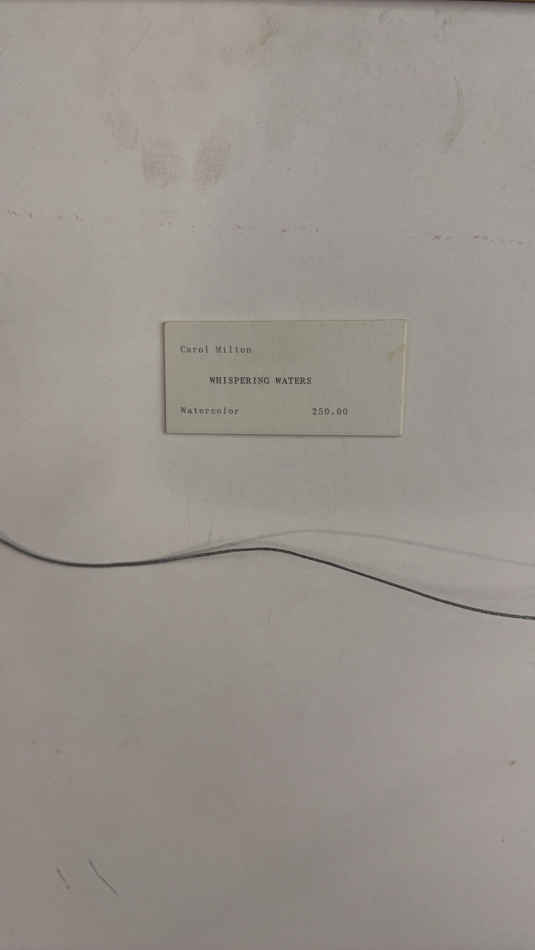 Carol Milton
WHISPERING WATERS
Watercolor 250.00